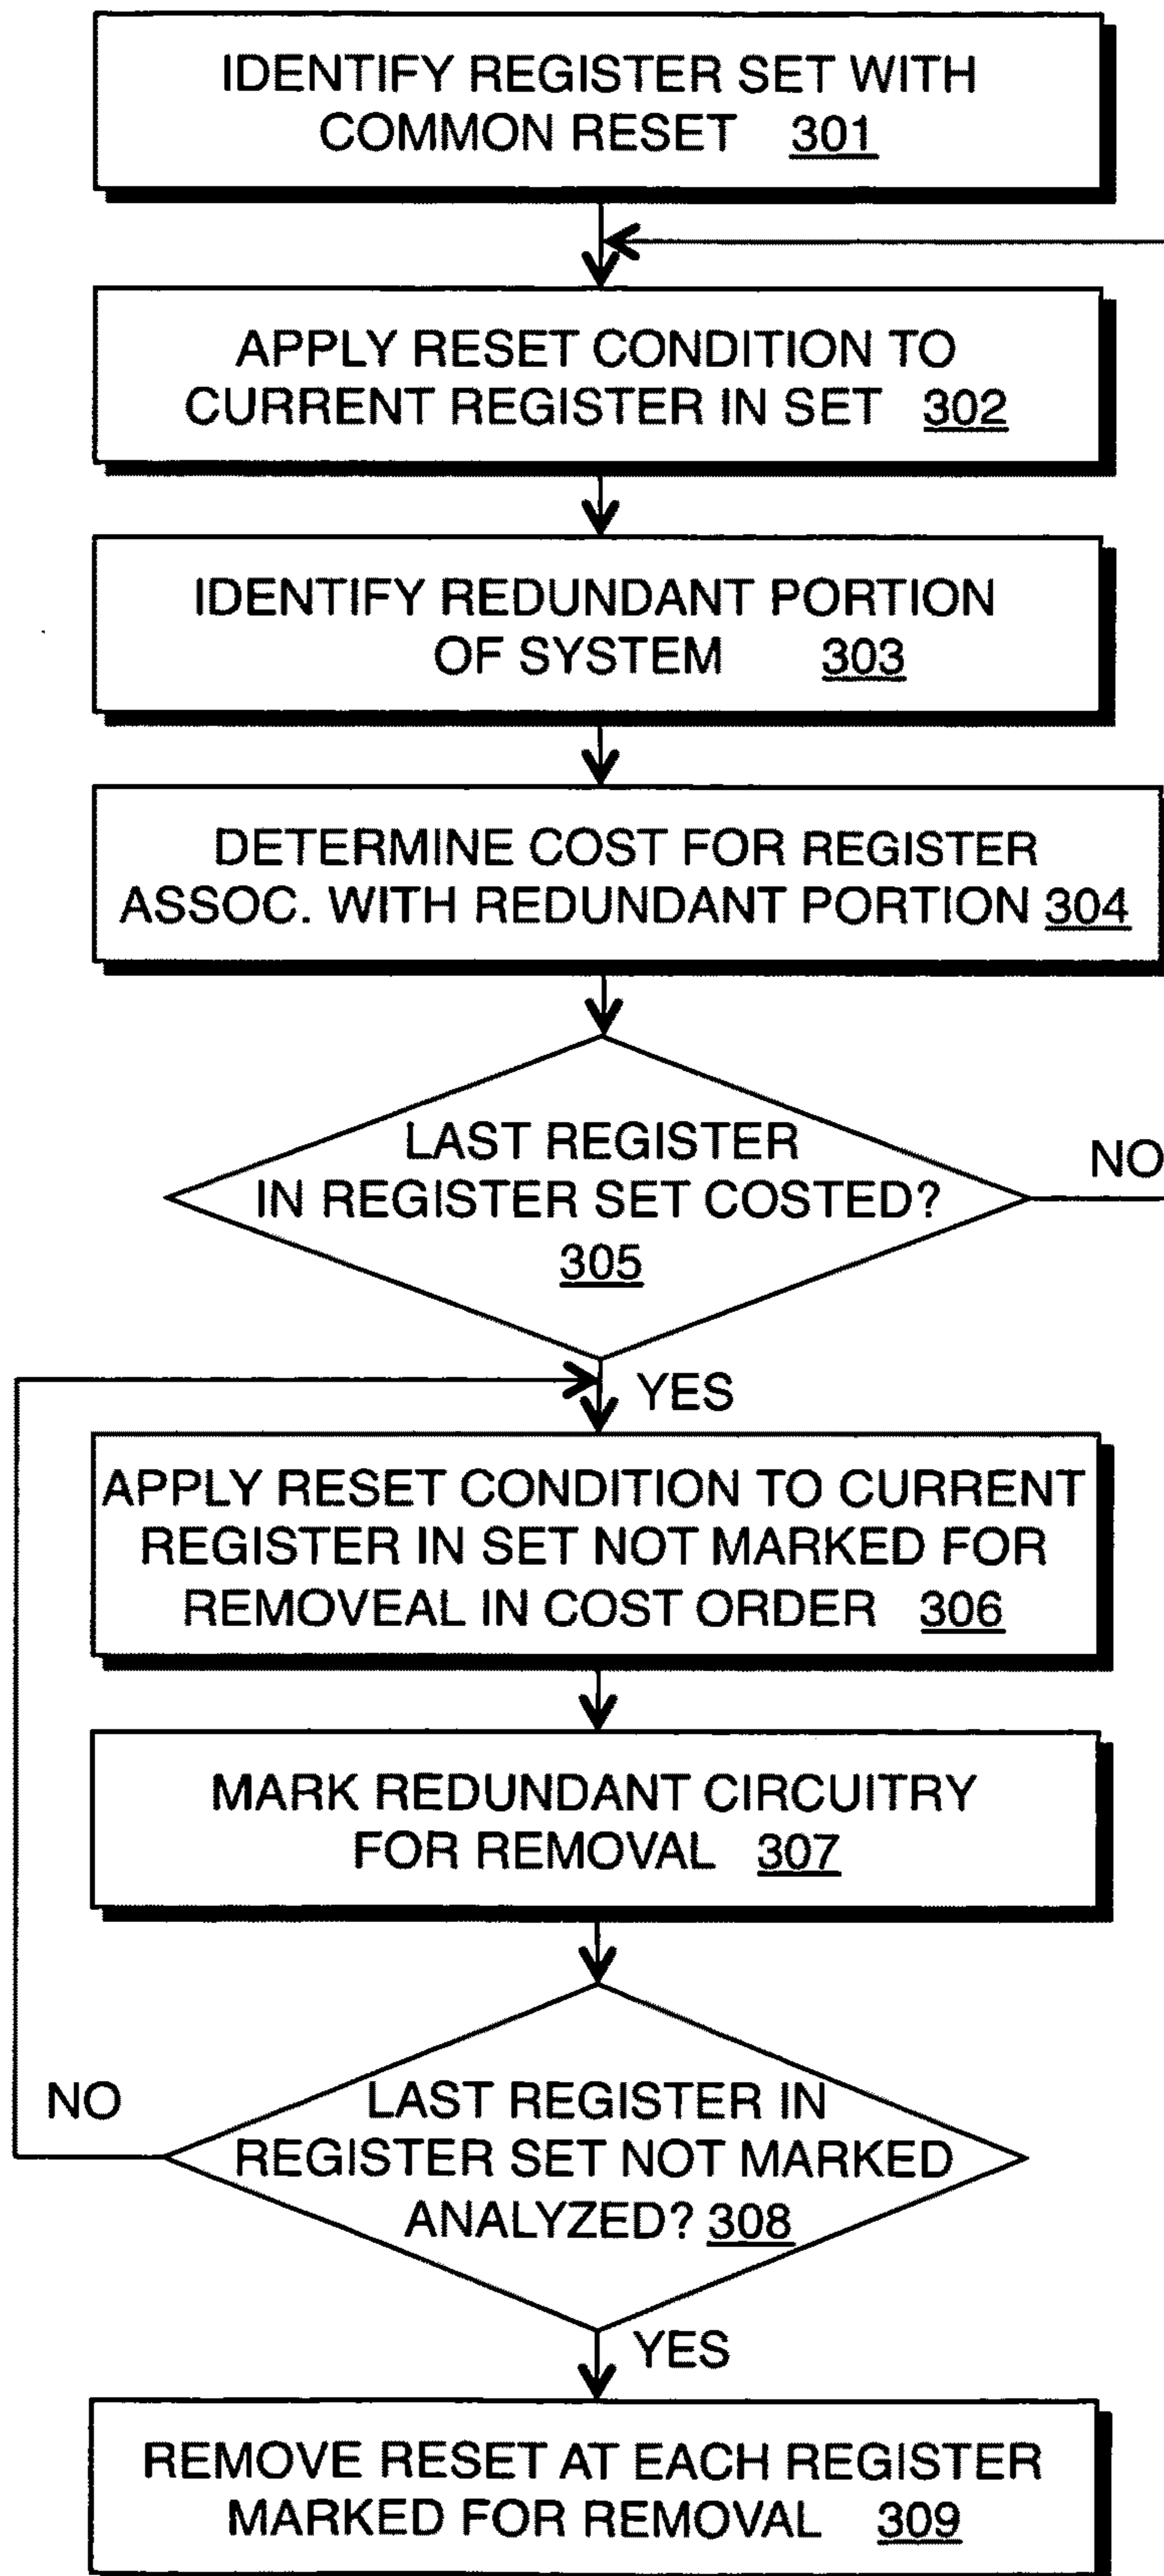 IDENTIFY REGISTER SET WITH
COMMON RESET 301
APPLY RESET CONDITION TO
CURRENT REGISTER IN SET 302
IDENTIFY REDUNDANT PORTION
OF SYSTEM 303
DETERMINE COST FOR REGISTER
ASSOC. WITH REDUNDANT PORTION 304
LAST REGISTER
IN REGISTER SET COSTED?
305
NO
YES
APPLY RESET CONDITION TO CURRENT
REGISTER IN SET NOT MARKED FOR
REMOVEAL IN COST ORDER 306
MARK REDUNDANT CIRCUITRY
FOR REMOVAL 307
LAST REGISTER IN
REGISTER SET NOT MARKED
ANALYZED? 308
NO
YES
REMOVE RESET AT EACH REGISTER
MARKED FOR REMOVAL 309